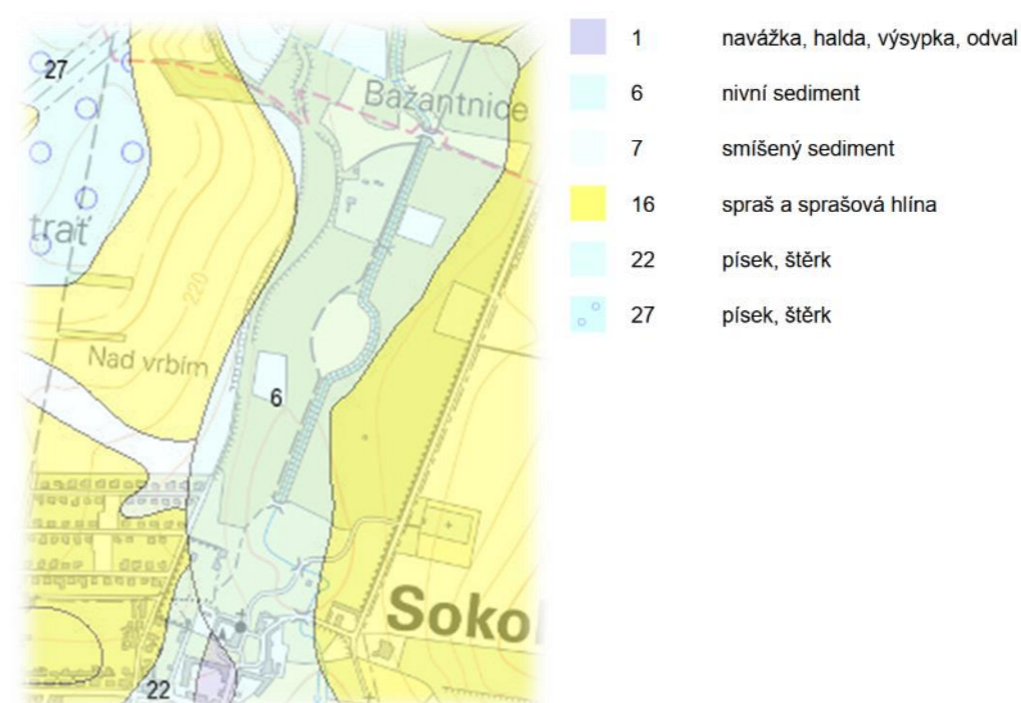 27
Bažantnice
trať
220
Nad vrbím
6
Soko
22
1 navážka, halda, výsypka, odval
6 nivní sediment
7 smíšený sediment
16 spraš a sprašová hlína
22 písek, štěrk
27 písek, štěrk